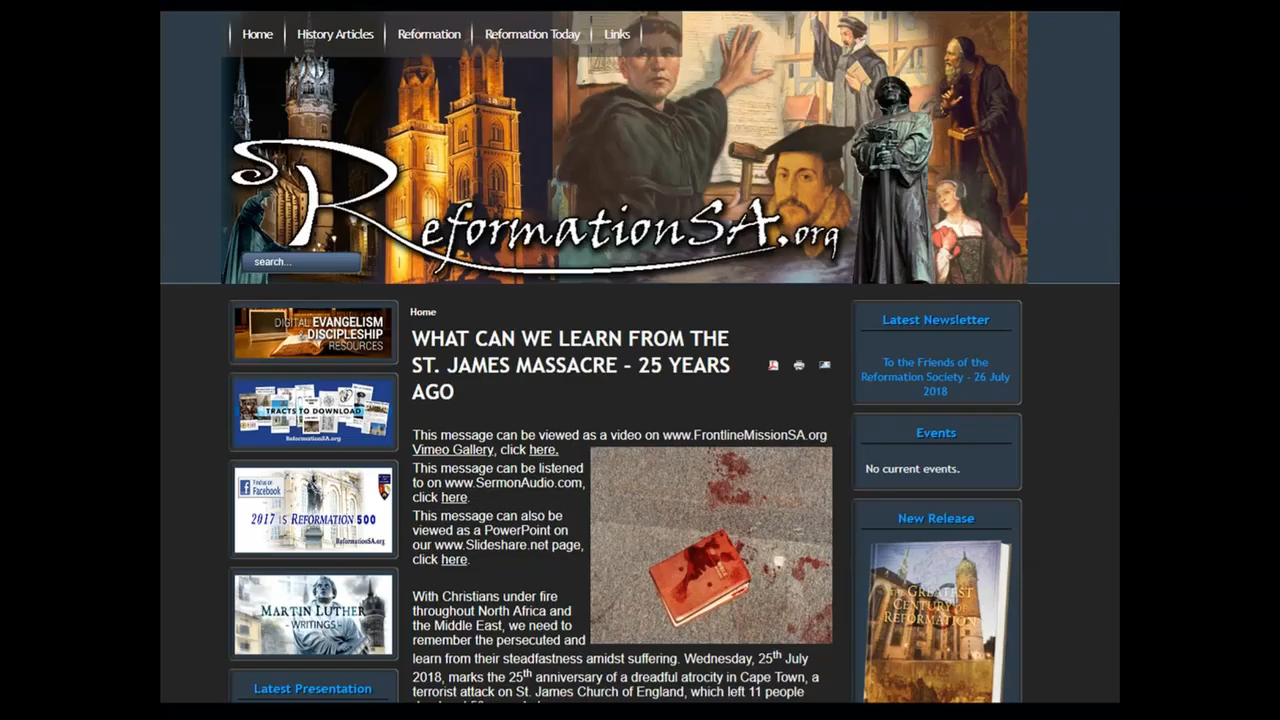 Home
History Articles
Reformation
Reformation Today
Links
ReformationSA.org
search...
DIGITAL EVANGELISM
& DISCIPLESHIP
RESOURCES
TRACTS TO DOWNLOAD
ReformationSA.org
Find us on
Facebook
2017 IS REFORMATION 500
ReformationSA.org
MARTIN LUTHER
- WRITINGS -
Latest Presentation
Home
WHAT CAN WE LEARN FROM THE
ST. JAMES MASSACRE – 25 YEARS
AGO
This message can be viewed as a video on www.FrontlineMissionSA.org
Vimeo Gallery, click here.
This message can be listened
to on www.SermonAudio.com,
click here.
This message can also be
viewed as a PowerPoint on
our www.Slideshare.net page,
click here.
With Christians under fire
throughout North Africa and
the Middle East, we need to
remember the persecuted and
learn from their steadfastness amidst suffering. Wednesday, 25th July
2018, marks the 25th anniversary of a dreadful atrocity in Cape Town, a
terrorist attack on St. James Church of England, which left 11 people
Latest Newsletter
To the Friends of the
Reformation Society - 26 July
2018
Events
No current events.
New Release
THE GREATEST
CENTURY OF
REFORMATION